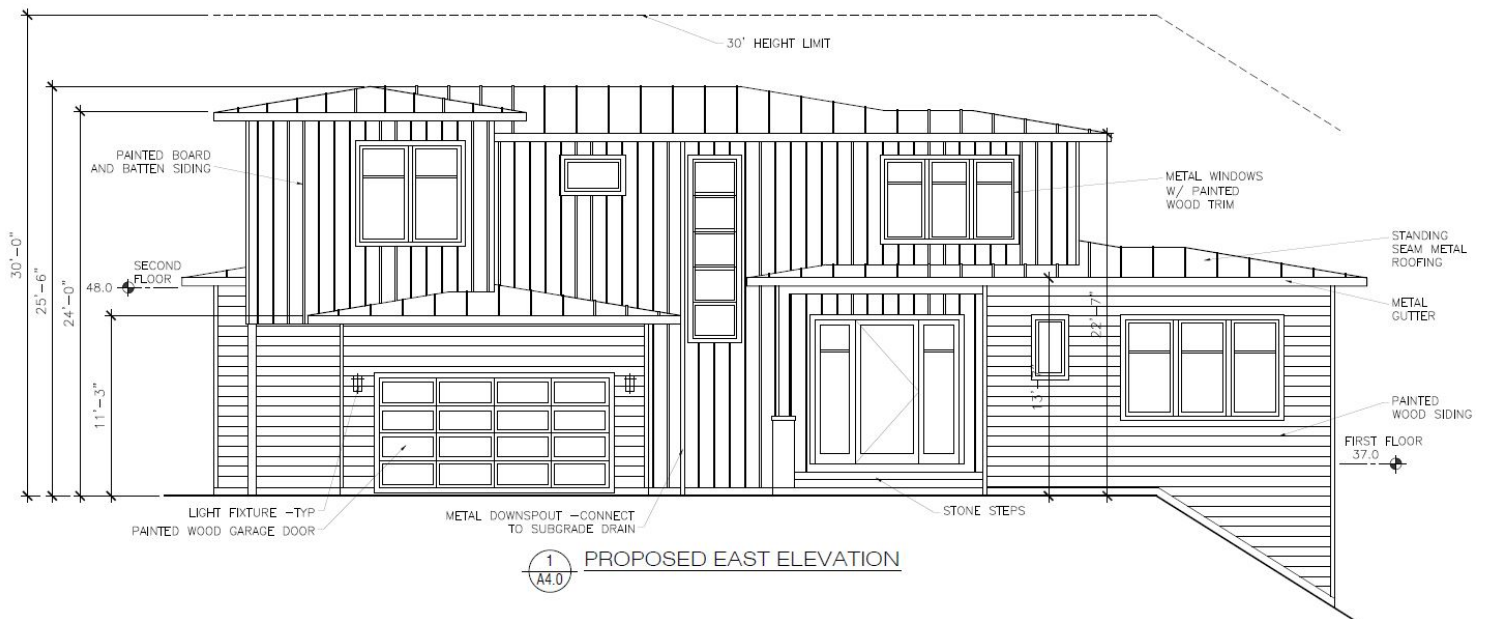 30' HEIGHT LIMIT
PAINTED BOARD
AND BATTEN SIDING
METAL WINDOWS
W/ PAINTED
WOOD TRIM
STANDING
SEAM METAL
ROOFING
30'-0"
25'-6"
24'-0"
SECOND
FLOOR
48.0
METAL
GUTTER
22'-7"
11'-3"
13'-
PAINTED
WOOD SIDING
FIRST FLOOR
37.0
LIGHT FIXTURE -TYP
PAINTED WOOD GARAGE DOOR
METAL DOWNSPOUT -CONNECT
TO SUBGRADE DRAIN
STONE STEPS
1
A4.0
PROPOSED EAST ELEVATION